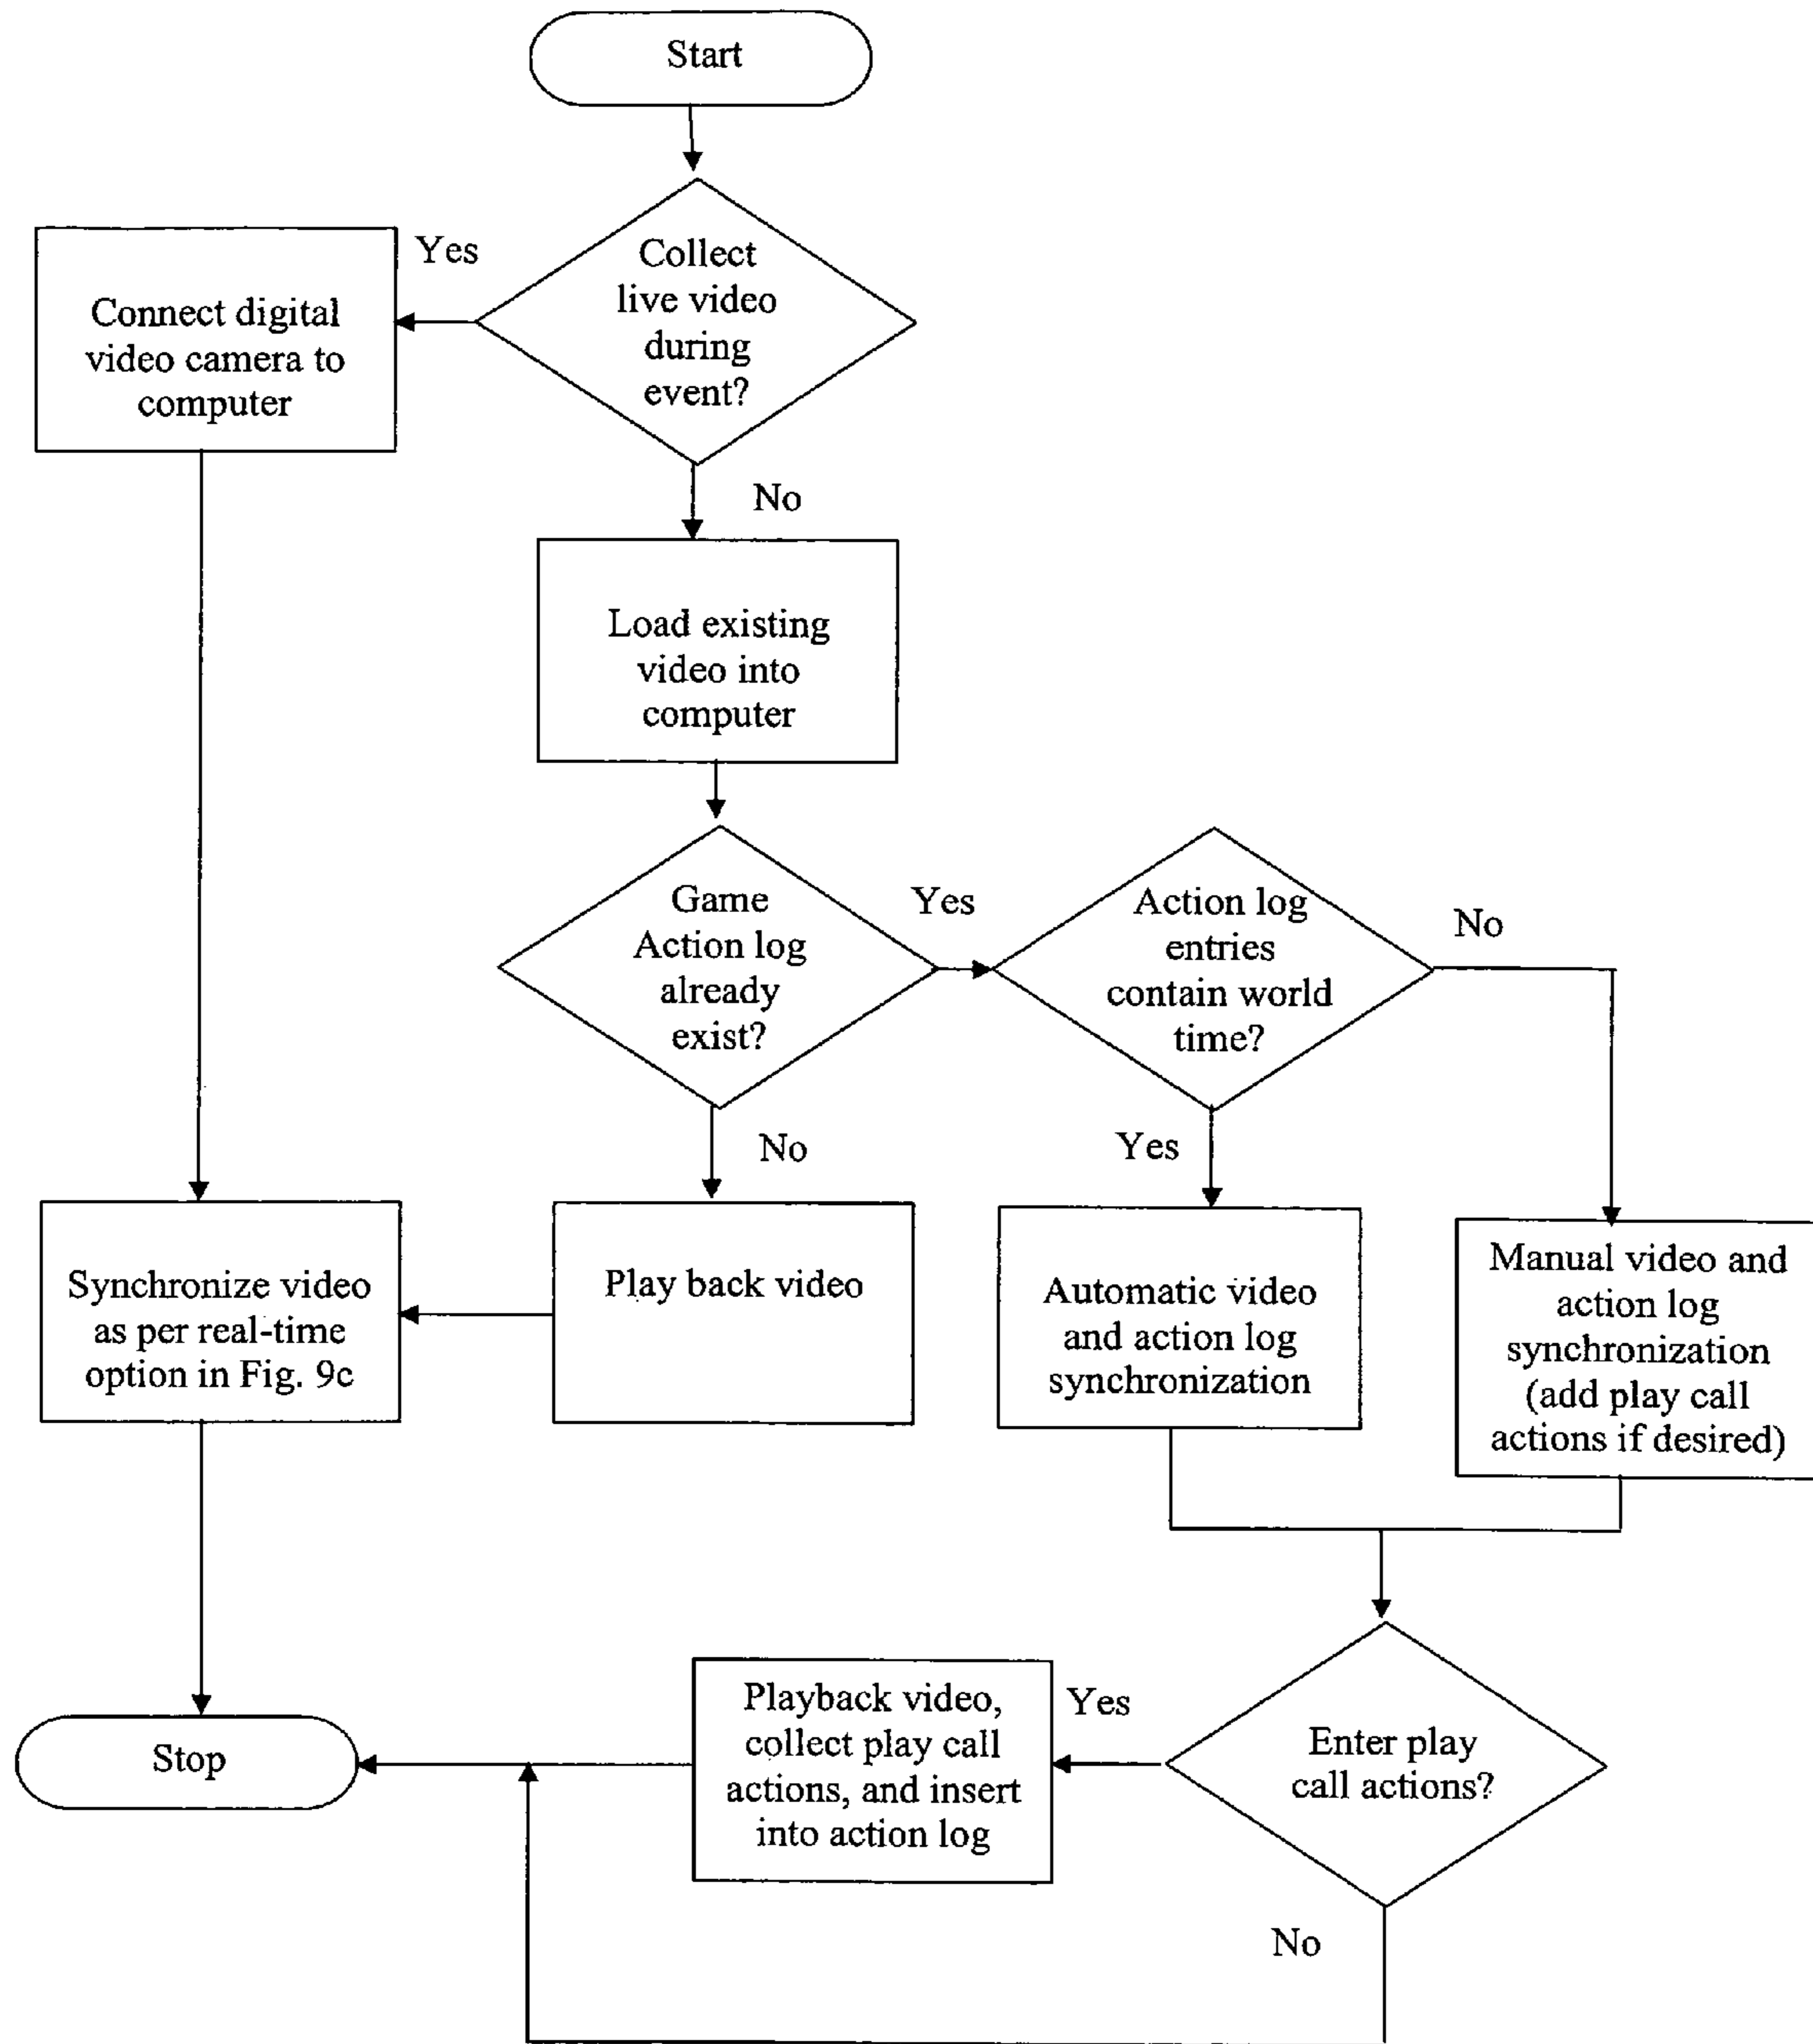 Start
Yes
Collect
live video
during
event?
Connect digital
video camera to
computer
No
Load existing
video into
computer
Game
Action log
already
exist?
Yes
Action log
entries
contain world
time?
No
No
Yes
Synchronize video
as per real-time
option in Fig. 9c
Play back video
Automatic video
and action log
synchronization
Manual video and
action log
synchronization
(add play call
actions if desired)
Stop
Playback video,
collect play call
actions, and insert
into action log
Yes
Enter play
call actions?
No